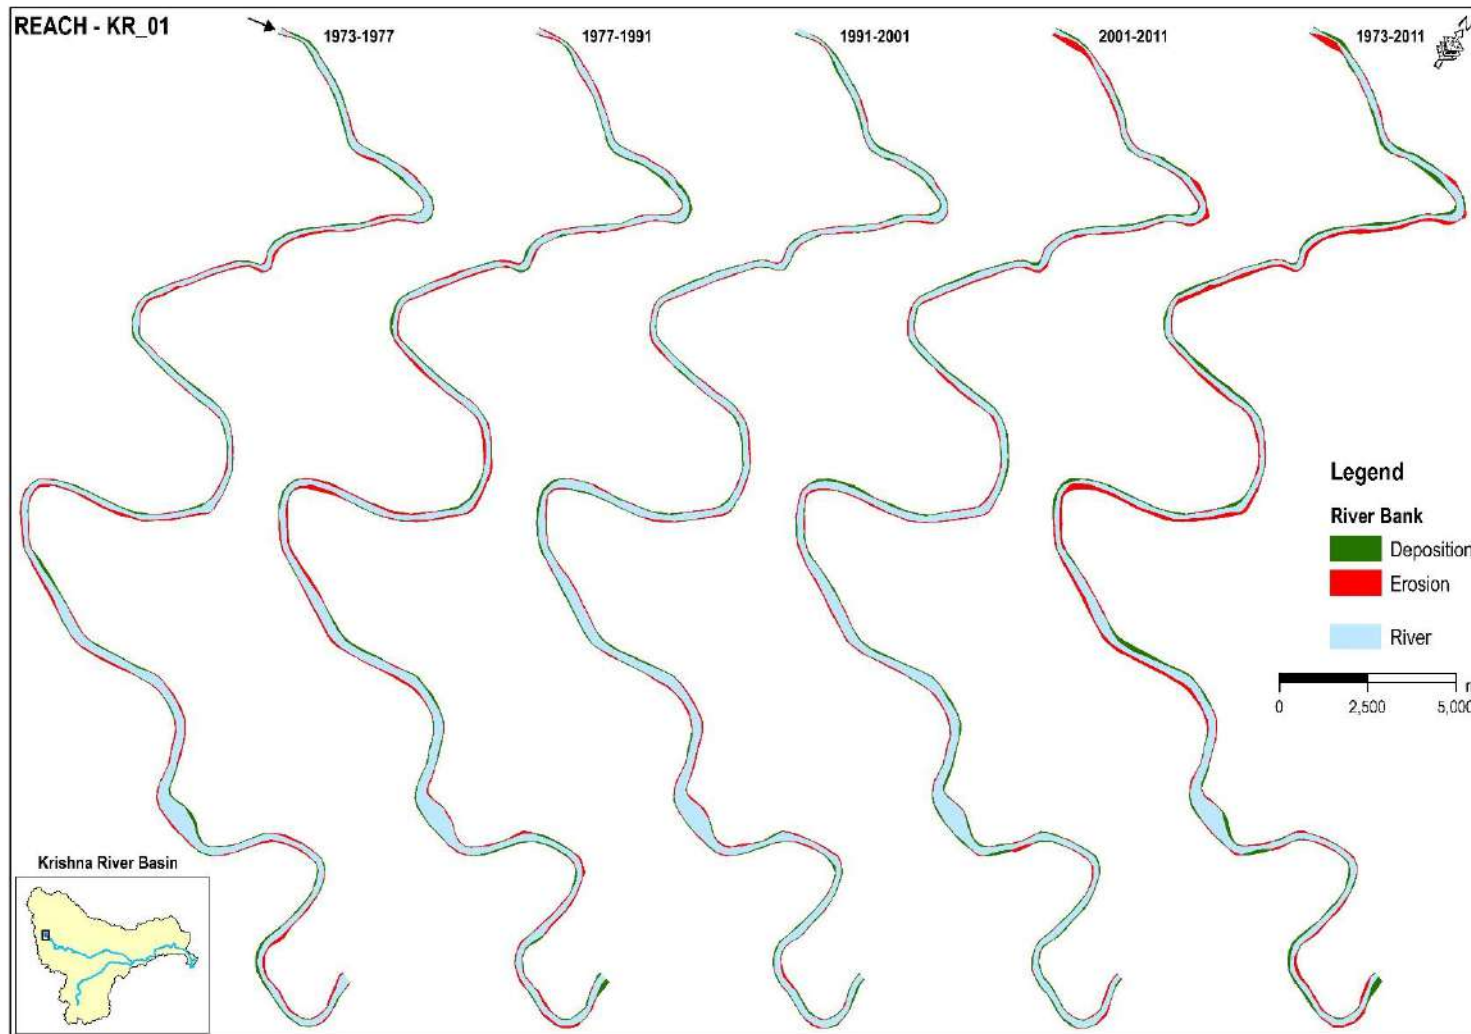 REACH - KR_01
1973-1977
1977-1991
1991-2001
2001-2011
1973-2011
N
Legend
River Bank
Deposition
Erosion
River
m
0 2,500 5,000
Krishna River Basin